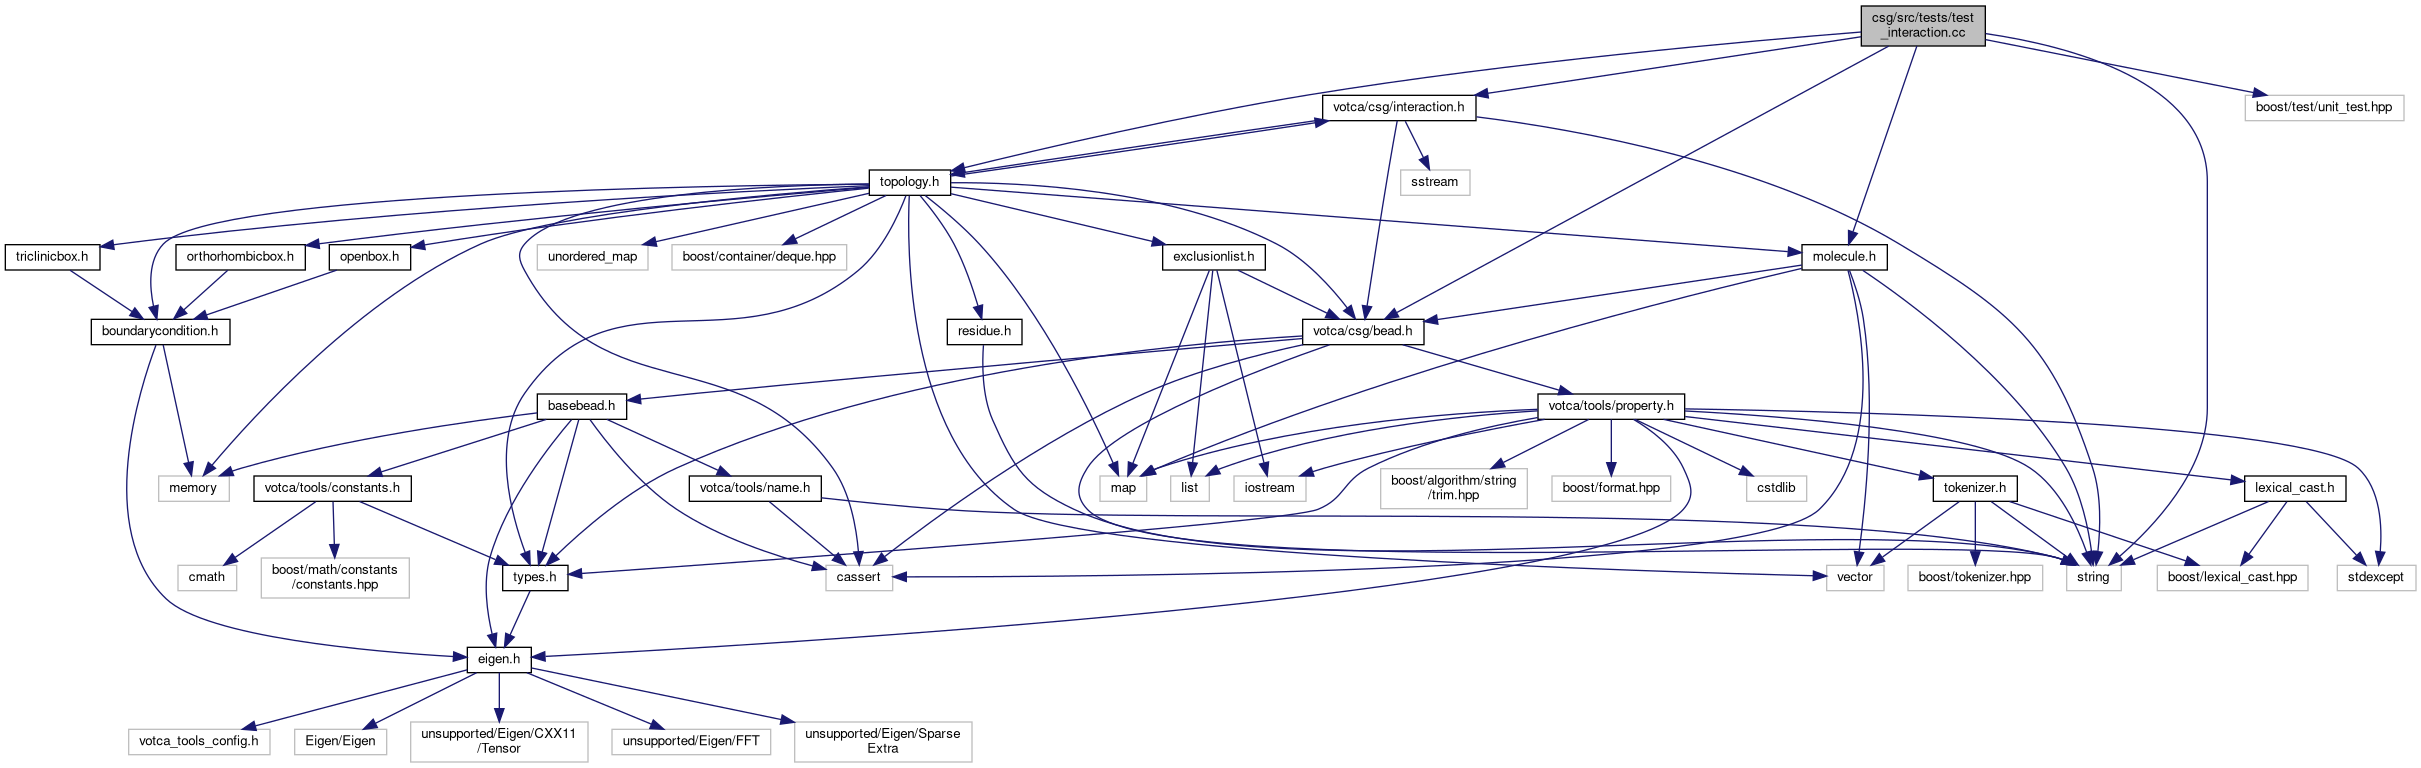 csg/src/tests/test
_interaction.cc
votca/csg/interaction.h
boost/test/unit_test.hpp
topology.h
sstream
triclinicbox.h
orthorhombicbox.h
openbox.h
unordered_map
boost/container/deque.hpp
exclusionlist.h
molecule.h
boundarycondition.h
residue.h
votca/csg/bead.h
basebead.h
votca/tools/property.h
memory
votca/tools/constants.h
votca/tools/name.h
map
list
iostream
boost/algorithm/string
/trim.hpp
boost/format.hpp
cstdlib
tokenizer.h
lexical_cast.h
cmath
boost/math/constants
/constants.hpp
types.h
cassert
vector
boost/tokenizer.hpp
string
boost/lexical_cast.hpp
stdexcept
eigen.h
votca_tools_config.h
Eigen/Eigen
unsupported/Eigen/CXX11
/Tensor
unsupported/Eigen/FFT
unsupported/Eigen/Sparse
Extra